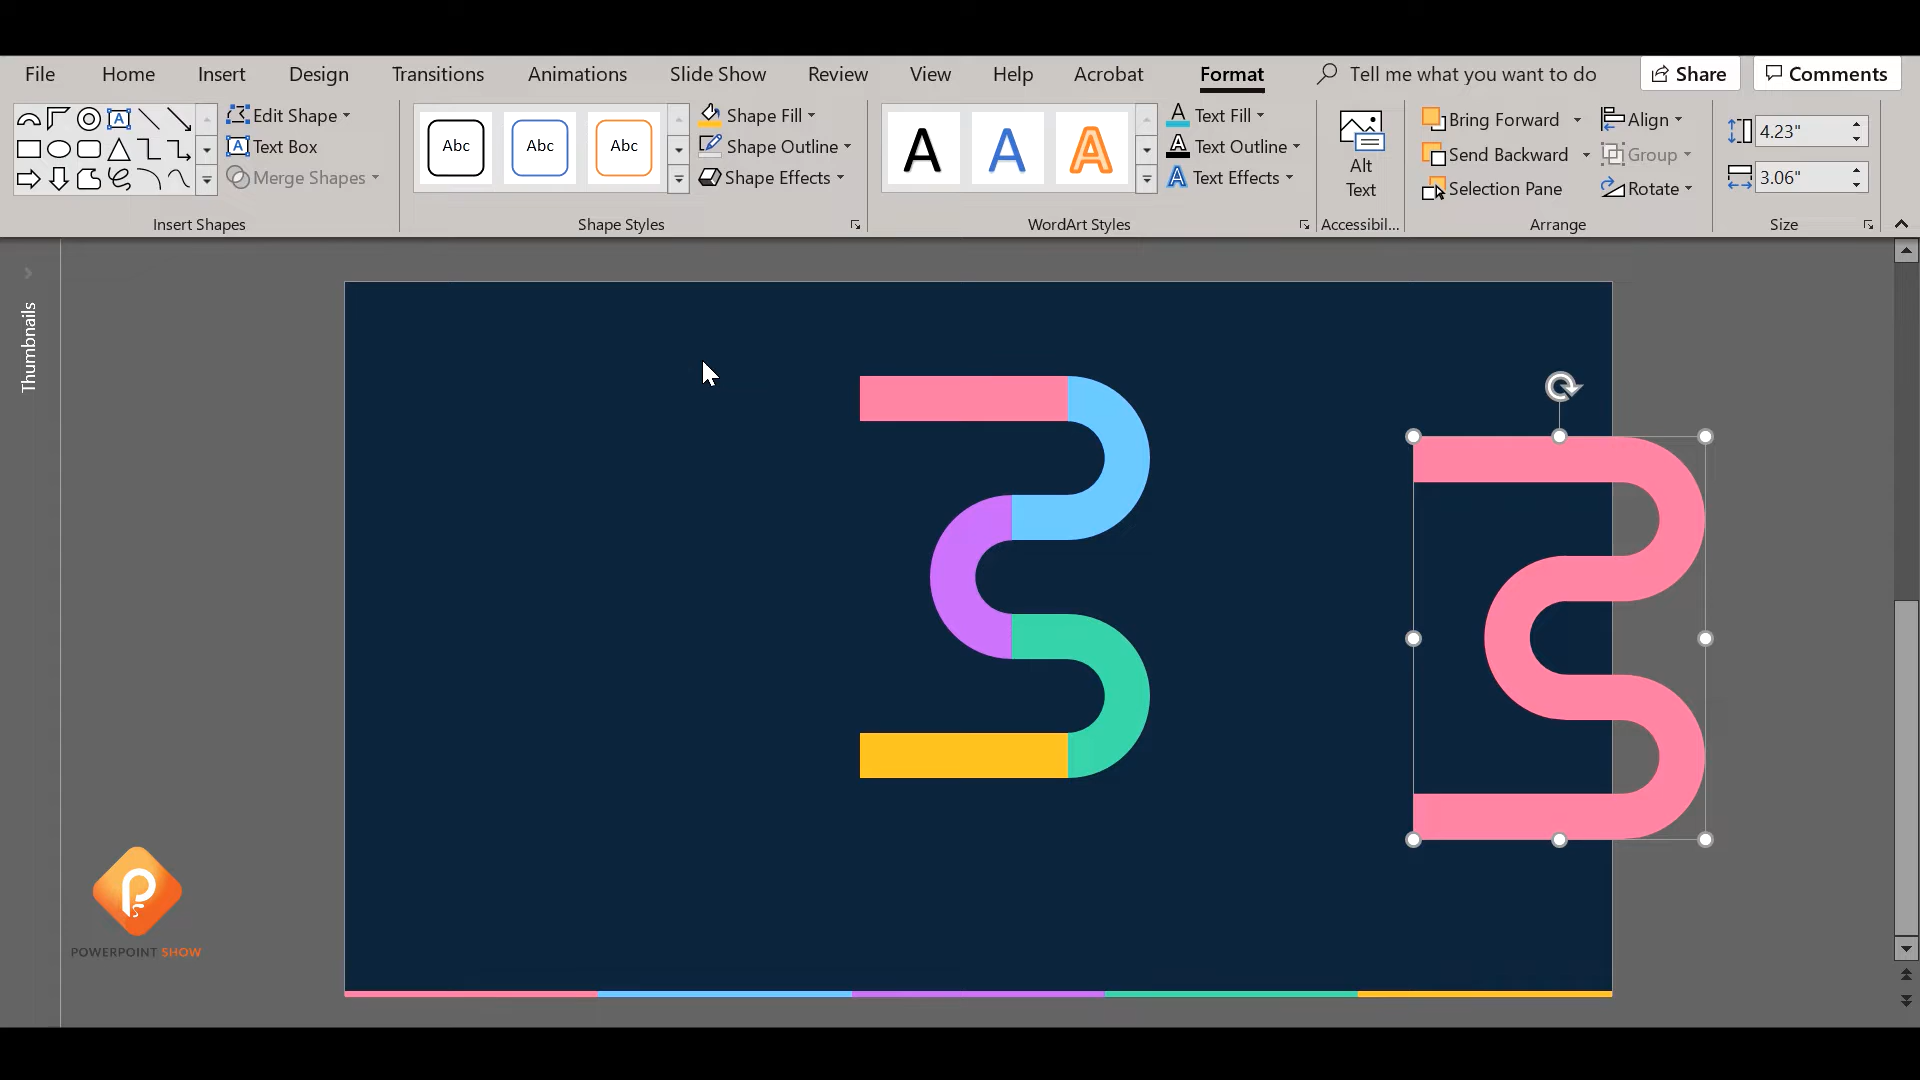 File Home Insert Design Transitions Animations Slide Show Review View Help Acrobat Format Tell me what you want to do Share Comments
Edit Shape
Text Box
Merge Shapes
Insert Shapes
Abc Abc Abc
Shape Fill
Shape Outline
Shape Effects
Shape Styles
A A A
Text Fill
Text Outline
Text Effects
WordArt Styles
Alt
Text
Accessibil...
Bring Forward
Send Backward
Selection Pane
Align
Group
Rotate
Arrange
4.23"
3.06"
Size
Thumbnails
POWERPOINT SHOW